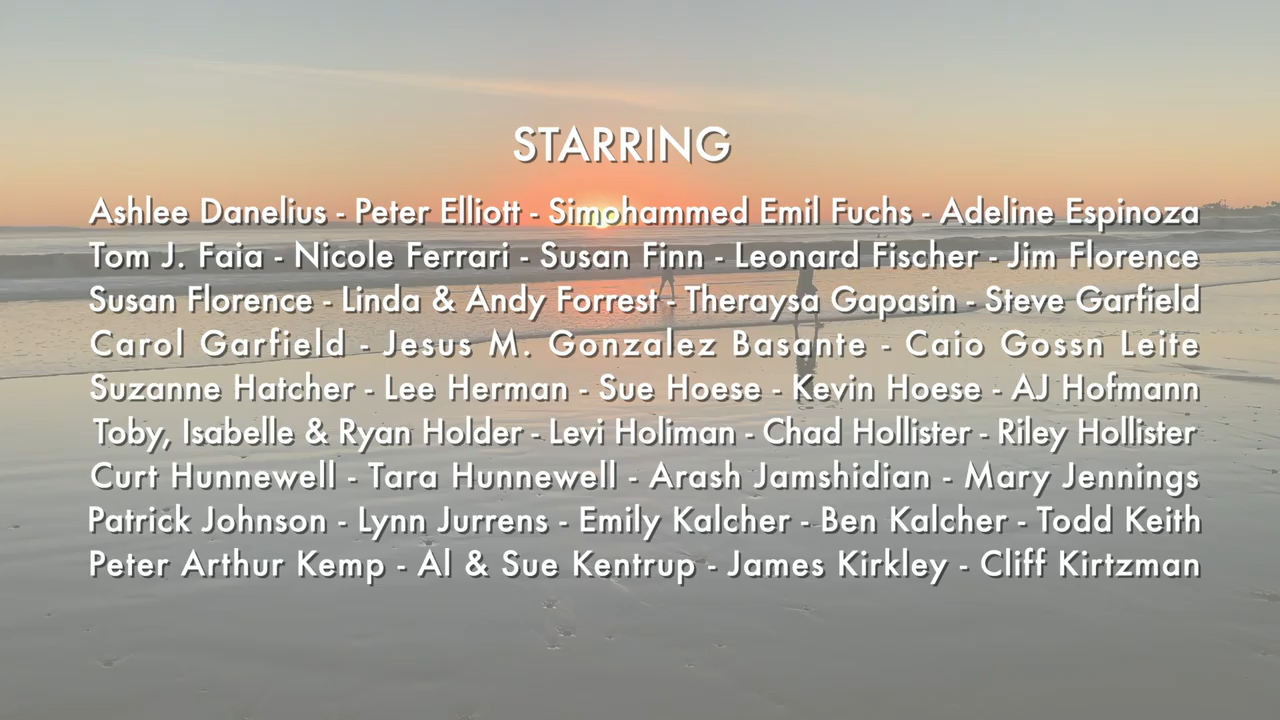 STARRING
Ashlee Danelius - Peter Elliott - Simohammed Emil Fuchs - Adeline Espinoza
Tom J. Faia - Nicole Ferrari - Susan Finn - Leonard Fischer - Jim Florence
Susan Florence - Linda & Andy Forrest - Theraysa Gapasin - Steve Garfield
Carol Garfield - Jesus M. Gonzalez Basante - Caio Gossn Leite
Suzanne Hatcher - Lee Herman - Sue Hoese - Kevin Hoese - AJ Hofmann
Toby, Isabelle & Ryan Holder - Levi Holiman - Chad Hollister - Riley Hollister
Curt Hunnewell - Tara Hunnewell - Arash Jamshidian - Mary Jennings
Patrick Johnson - Lynn Jurrens - Emily Kalcher - Ben Kalcher - Todd Keith
Peter Arthur Kemp - Al & Sue Kentrup - James Kirkley - Cliff Kirtzman